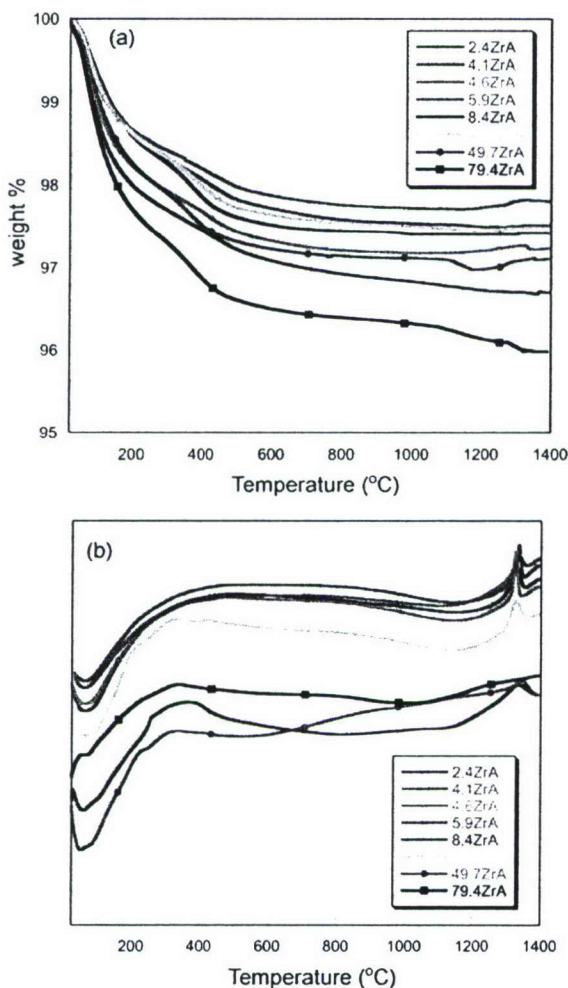 (a)
100
99
98
97
96
95
weight %
2.4ZrA
4.1ZrA
4.6ZrA
5.9ZrA
8.4ZrA
49.7ZrA
79.4ZrA
200 400 600 800 1000 1200 1400
Temperature (°C)
(b)
2.4ZrA
4.1ZrA
4.6ZrA
5.9ZrA
8.4ZrA
49.7ZrA
79.4ZrA
200 400 600 800 1000 1200 1400
Temperature (°C)